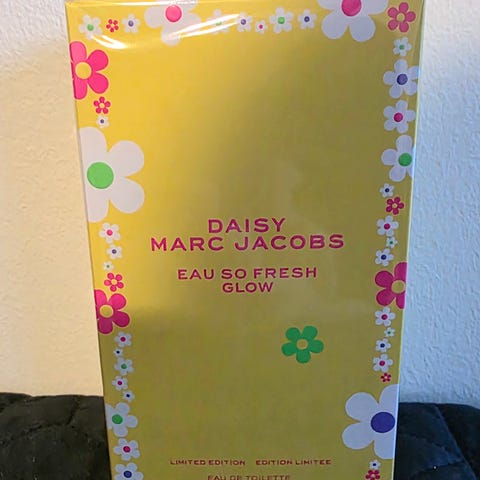 DAISY
MARC JACOBS
EAU SO FRESH
GLOW
LIMITED EDITION EDITION LIMITEE
EAU DE TOILETTE